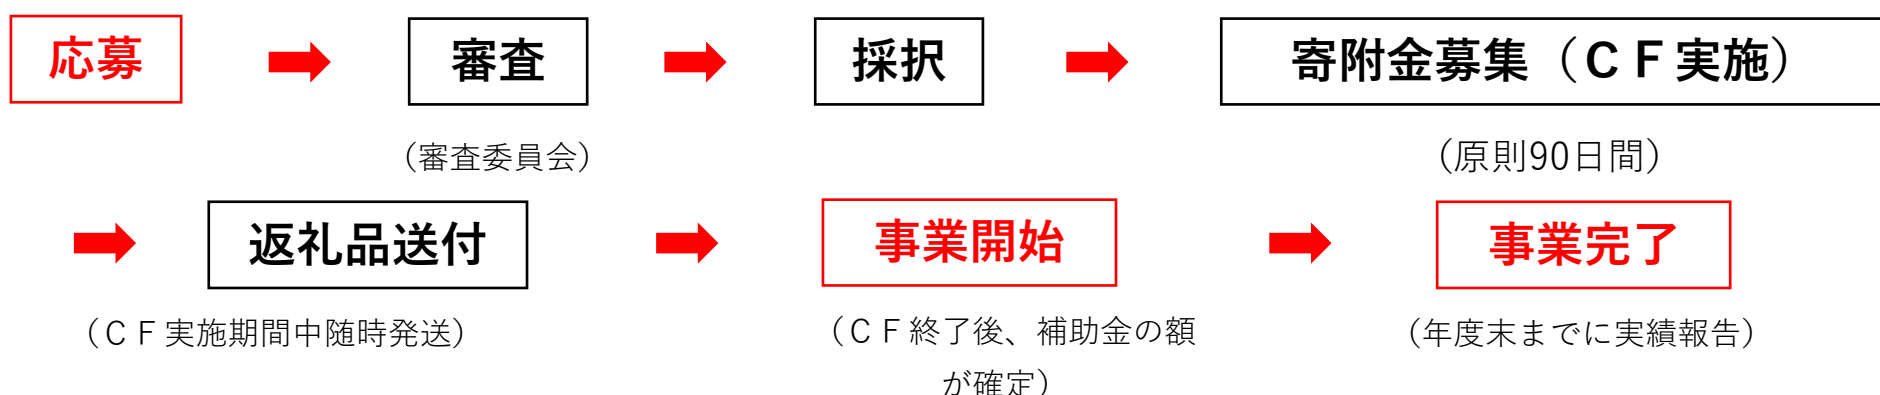 応募
審査
採択
寄附金募集（ＣＦ実施）
（審査委員会）
（原則90日間）
返礼品送付
事業開始
事業完了
（ＣＦ実施期間中随時発送）
（ＣＦ終了後、補助金の額
が確定）
（年度末までに実績報告）